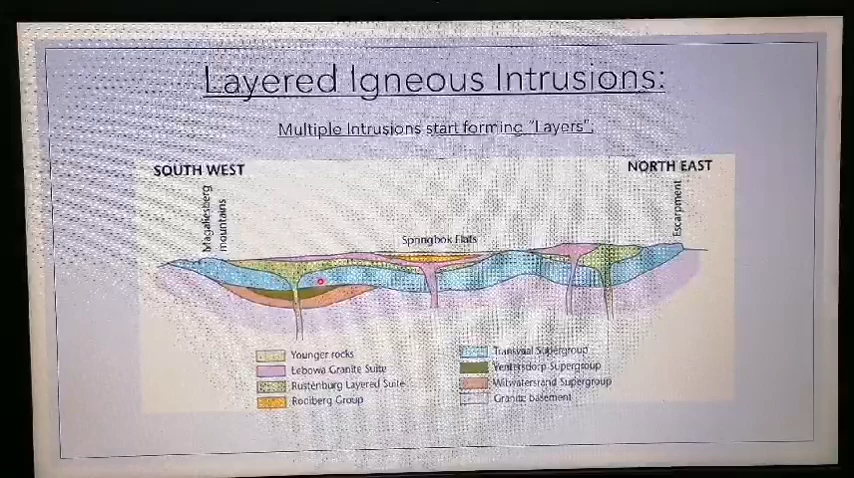 Layered Igneous Intrusions:
Multiple Intrusions start forming "Layers".
SOUTH WEST
NORTH EAST
Magaliesberg
mountains
Springbok Flats
Escarpment
Younger rocks
Lebowa Granite Suite
Rustenburg Layered Suite
Rooiberg Group
Transvaal Supergroup
Ventersdorp Supergroup
Witwatersrand Supergroup
Granite basement